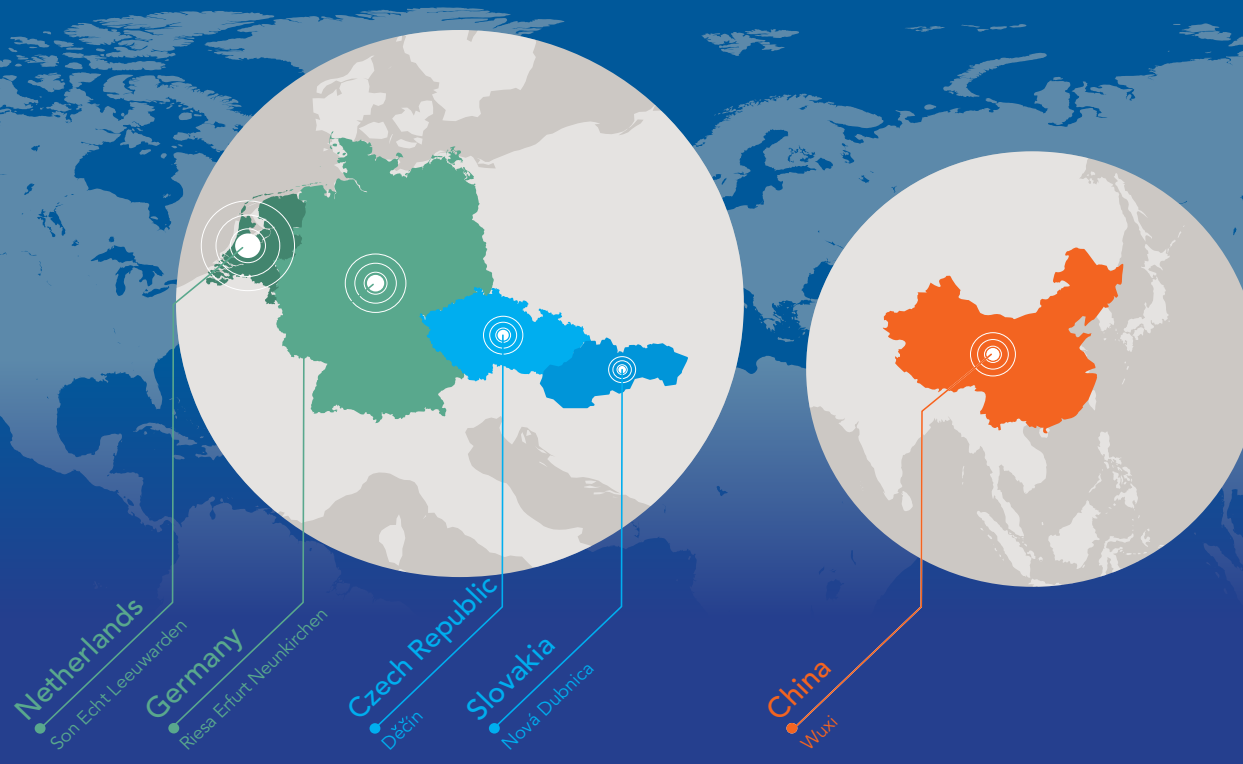 Netherlands
Son Echt Leeuwarden
Germany
Riesa Erfurt Neunkirchen
Czech Republic
Děčín
Slovakia
Nová Dubnica
China
Wuxi